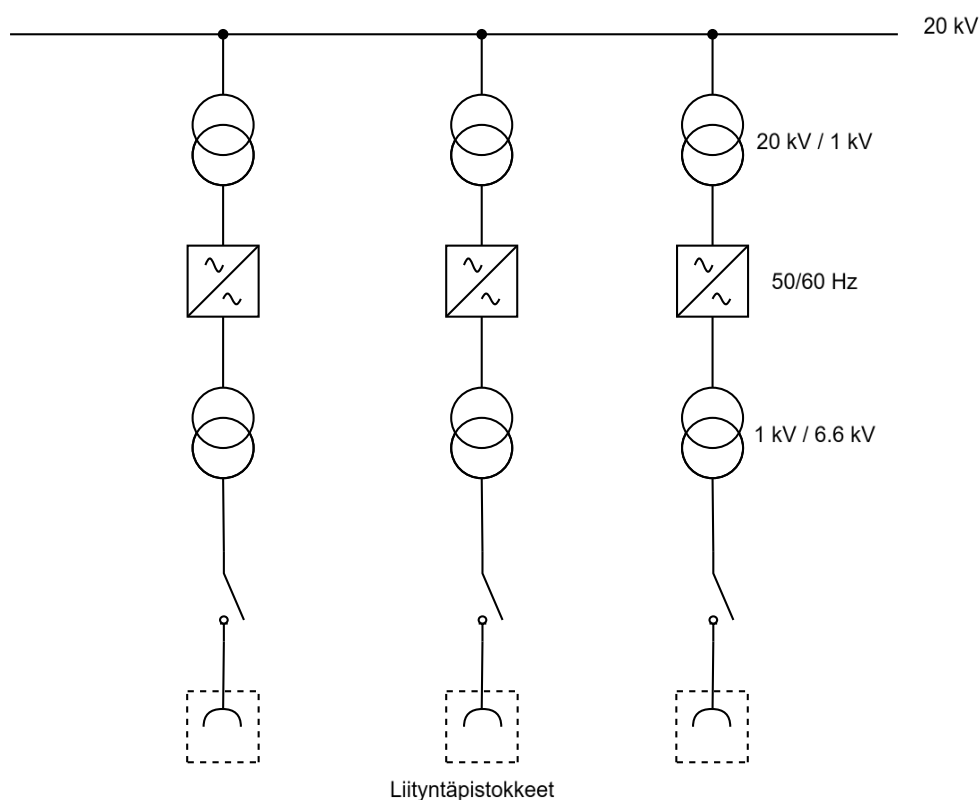 20 kV
20 kV / 1 kV
50/60 Hz
1 kV / 6.6 kV
Liityntäpistokkeet